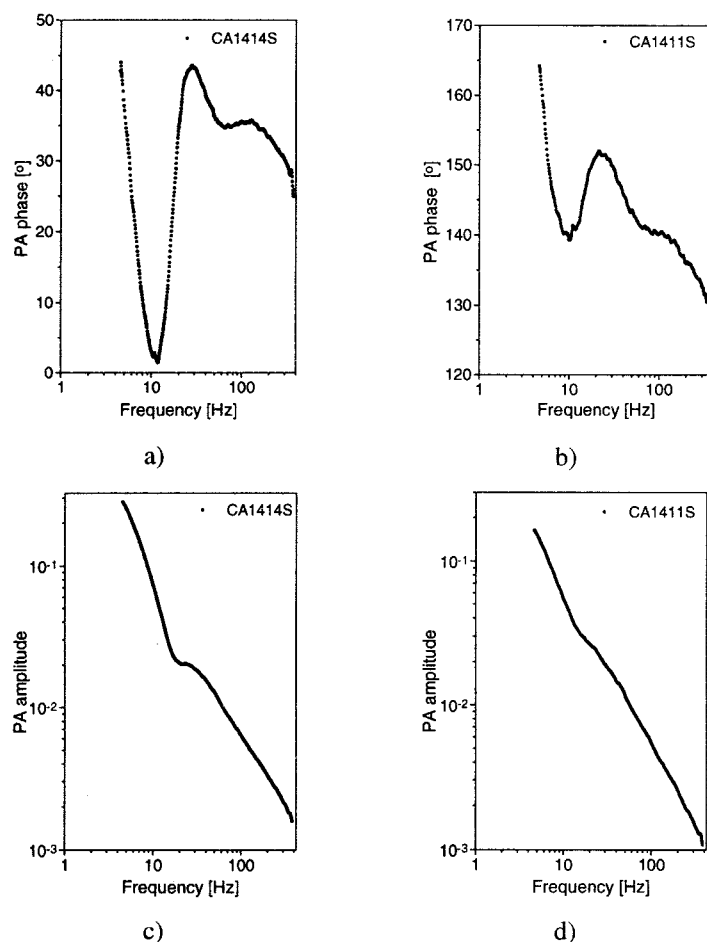 50
40
30
20
10
0
CA1414S
PA phase [º]
1
10
100
Frequency [Hz]
a)
170
160
150
140
130
120
CA1411S
PA phase [º]
1
10
100
Frequency [Hz]
b)
10-1
10-2
10-3
CA1414S
PA amplitude
1
10
100
Frequency [Hz]
c)
10-1
10-2
10-3
CA1411S
PA amplitude
1
10
100
Frequency [Hz]
d)